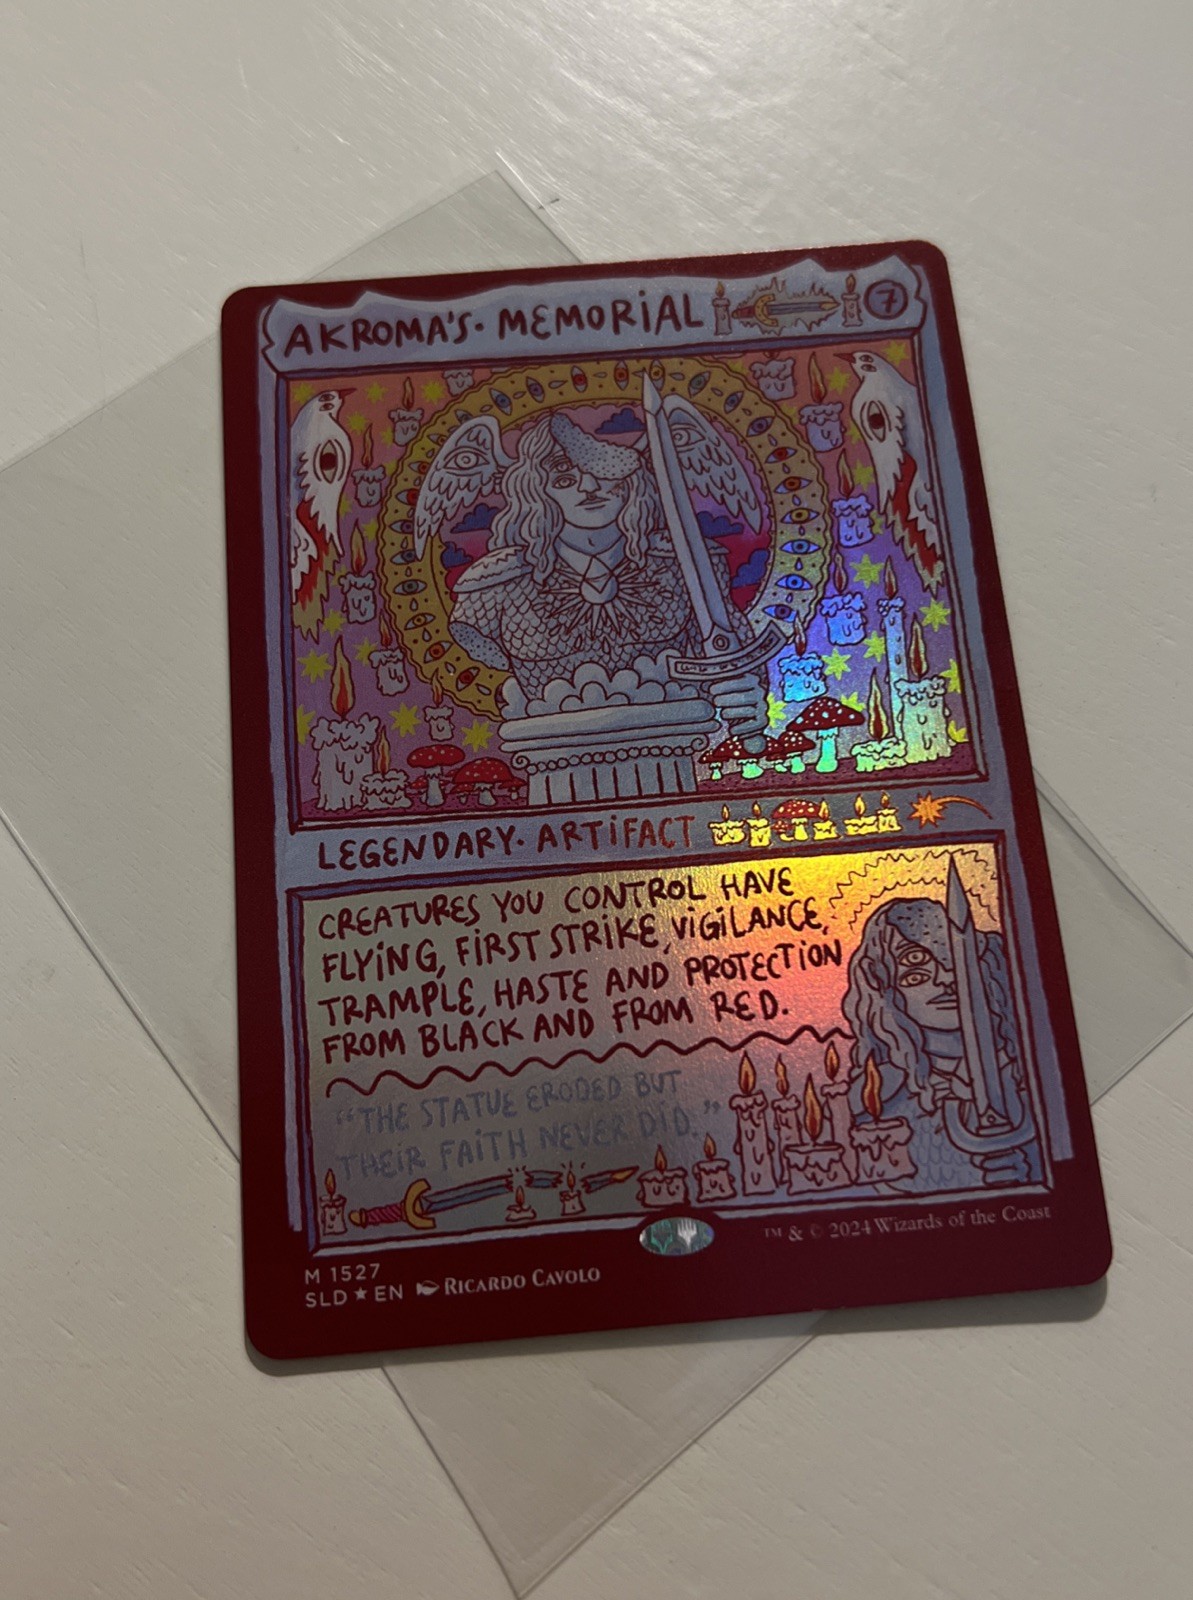 AKROMA'S· MEMORiAL 7
LEGENDARY· ARTiFACT
CREATURES YOU CONTROL HAVE
FLYiNG, FiRST STRiKE, ViGiLANCE,
TRAMPLE, HASTE AND PROTECTiON
FROM BLACK AND FROM RED.
"THE STATUE ERODED BUT
THEiR FAiTH NEVER DiD."
™ & © 2024 Wizards of the Coast
M 1527
SLD ★ EN RICARDO CAVOLO